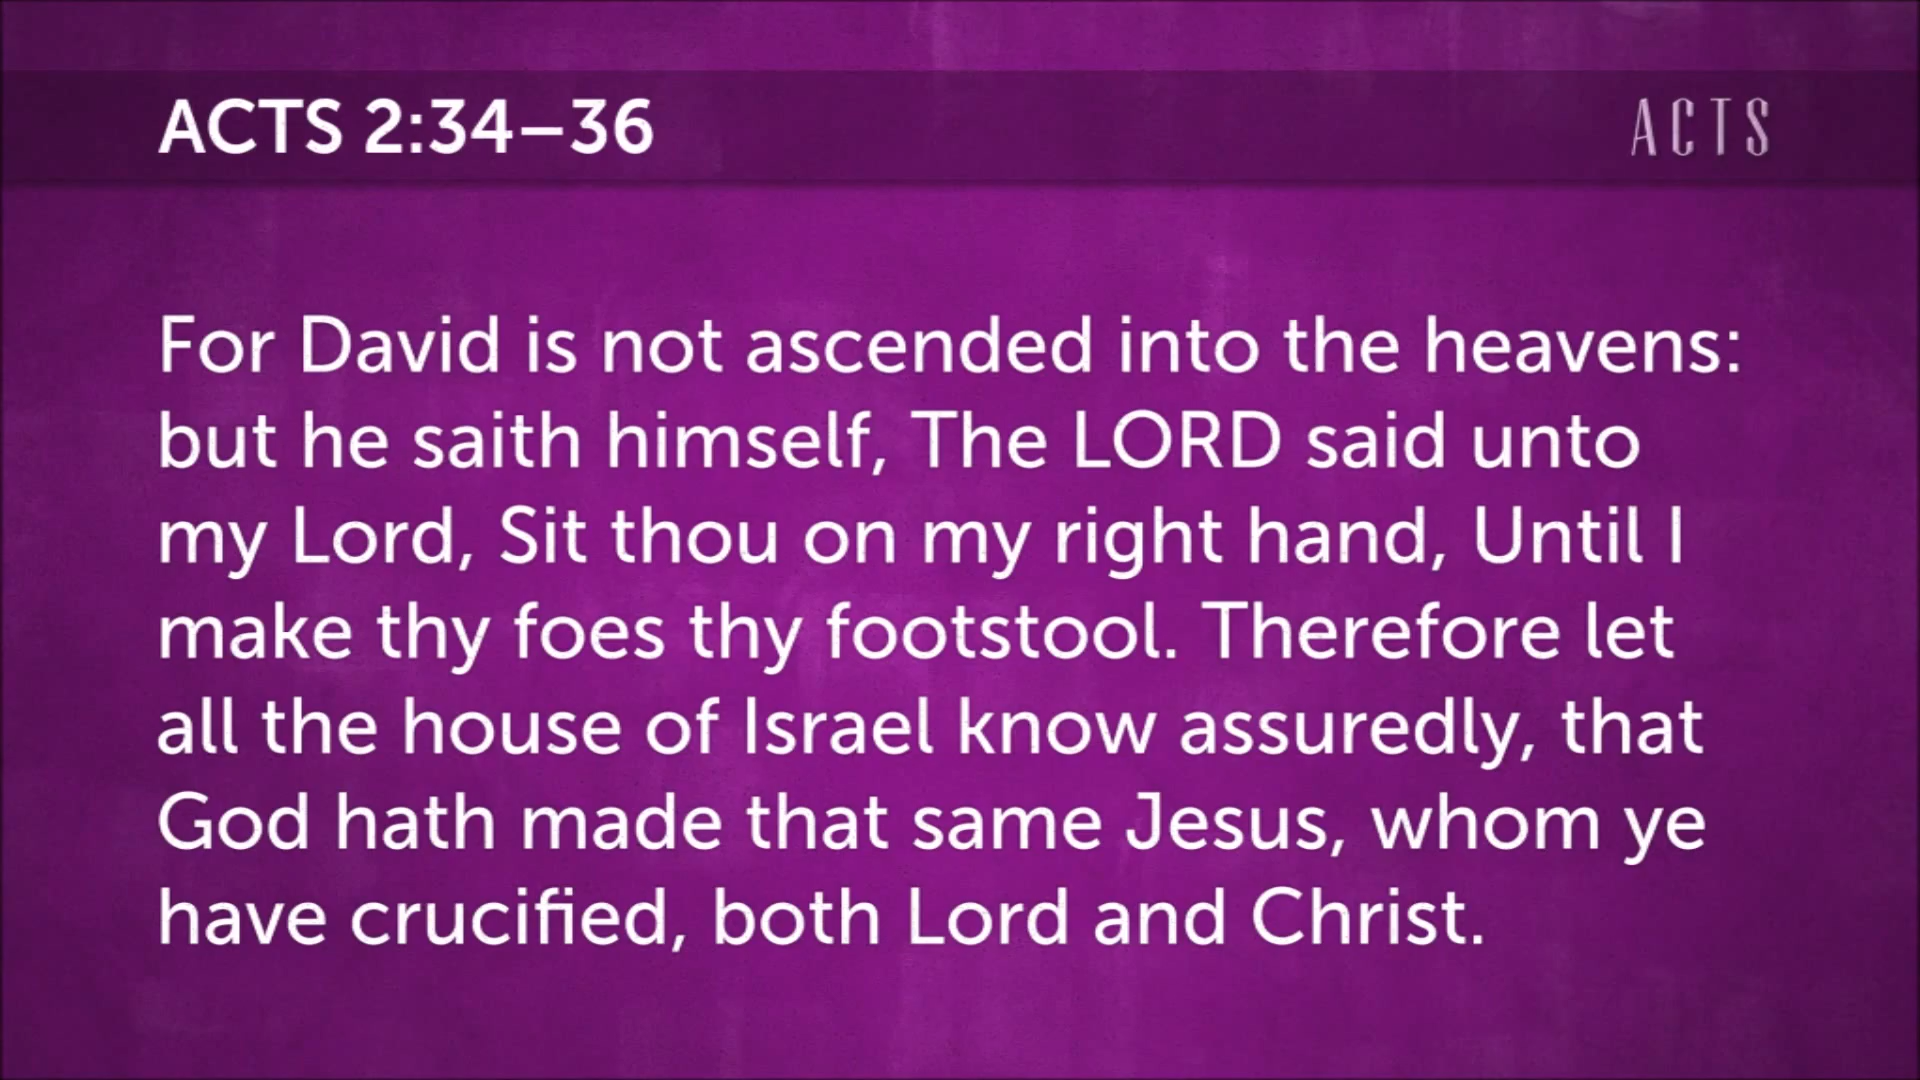 ACTS 2:34–36
ACTS
For David is not ascended into the heavens:
but he saith himself, The LORD said unto
my Lord, Sit thou on my right hand, Until I
make thy foes thy footstool. Therefore let
all the house of Israel know assuredly, that
God hath made that same Jesus, whom ye
have crucified, both Lord and Christ.